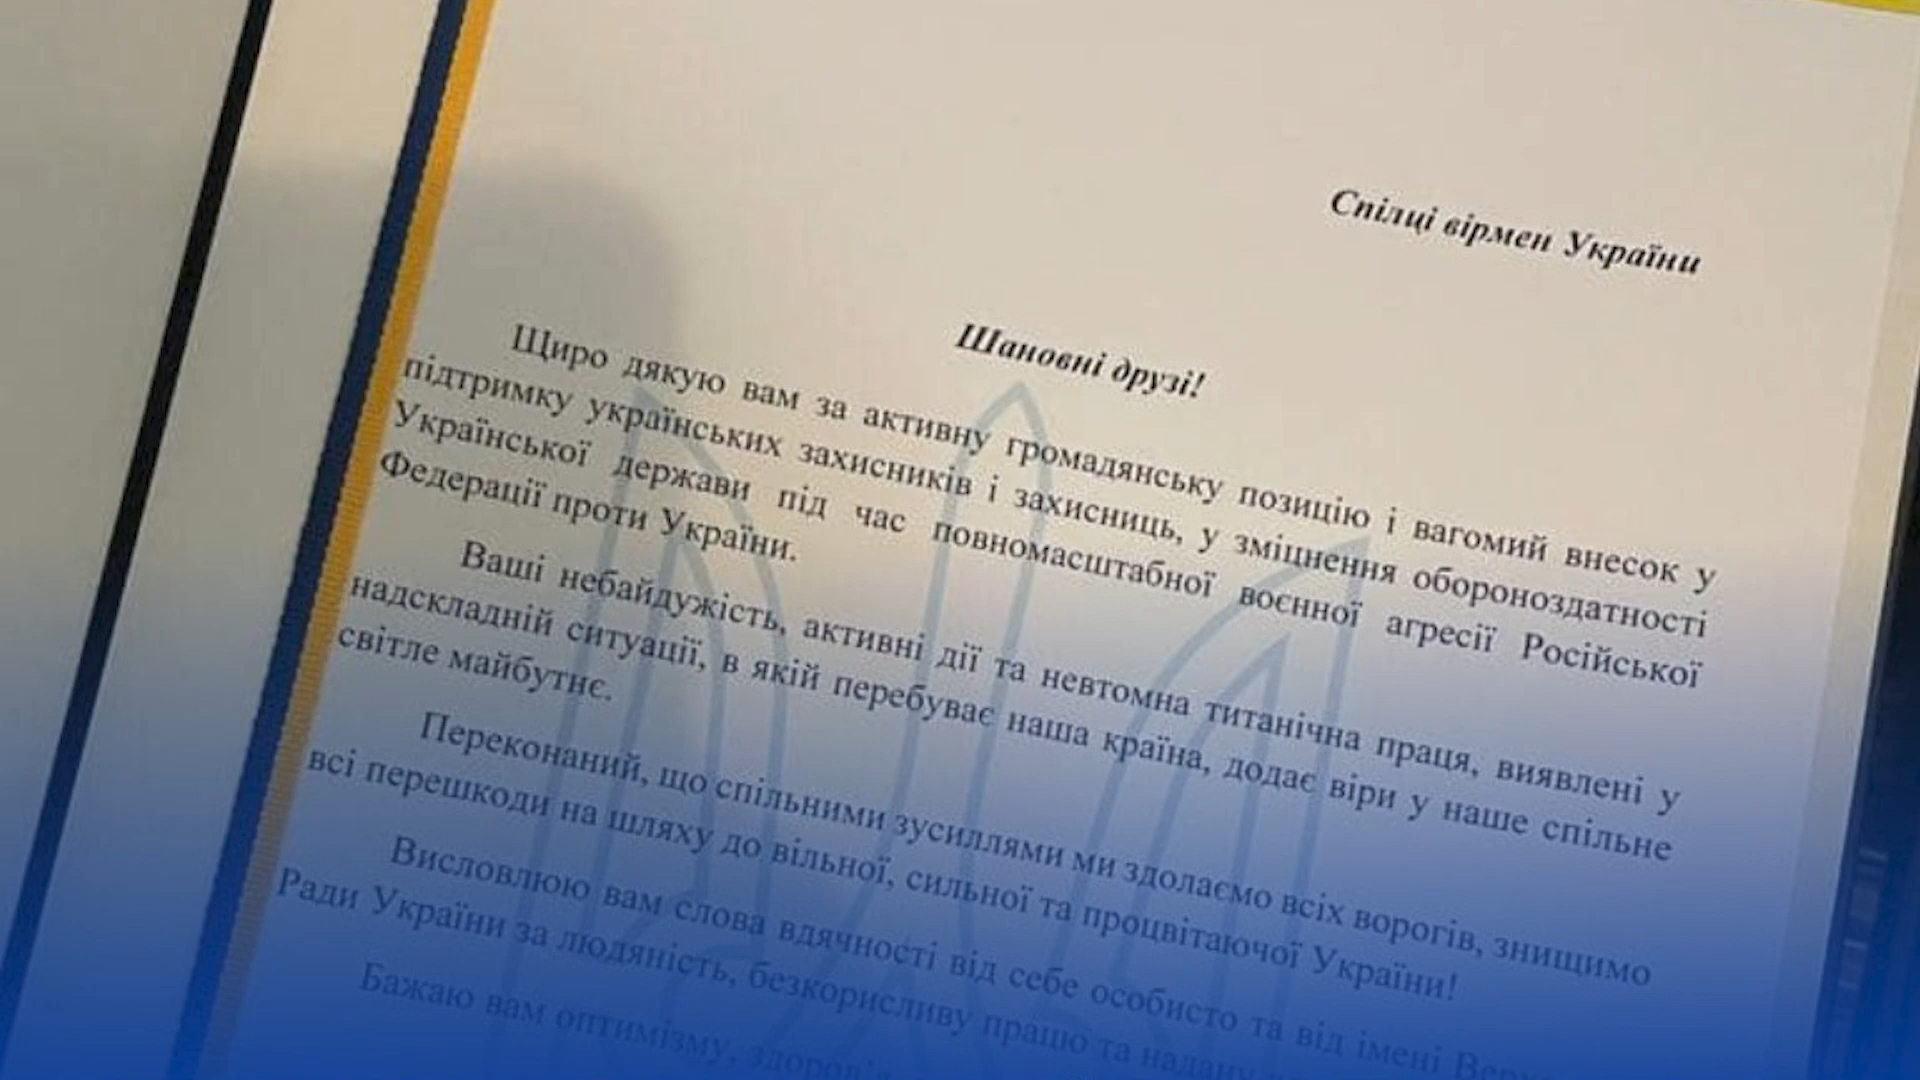 Спілці вірмен України
Шановні друзі!
Щиро дякую вам за активну громадянську позицію і вагомий внесок у
підтримку українських захисників і захисниць, у зміцнення обороноздатності
Української держави під час повномасштабної воєнної агресії Російської
Федерації проти України.
Ваші небайдужість, активні дії та невтомна титанічна праця, виявлені у
надскладній ситуації, в якій перебуває наша країна, додає віри у наше спільне
світле майбутнє.
Переконаний, що спільними зусиллями ми здолаємо всіх ворогів, знищимо
всі перешкоди на шляху до вільної, сильної та процвітаючої України!
Висловлюю вам слова вдячності від себе особисто та від імені
Ради України за людяність, безкорисливу працю та
Бажаю вам оптимізму,